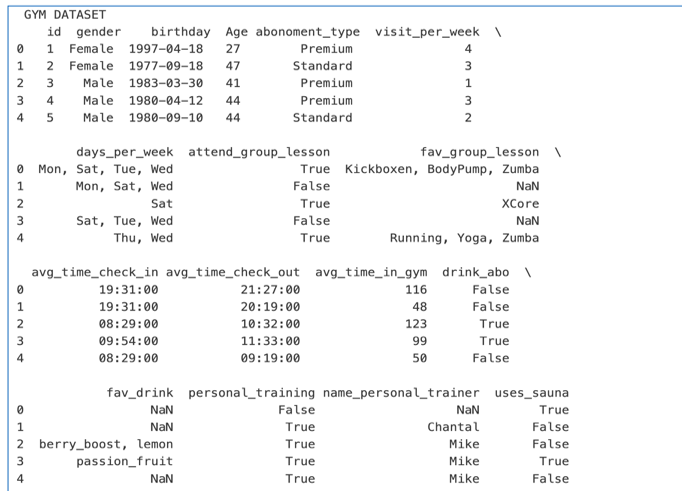 GYM DATASET
id gender birthday Age abonoment_type visit_per_week \
0 1 Female 1997-04-18 27 Premium 4
1 2 Female 1977-09-18 47 Standard 3
2 3 Male 1983-03-30 41 Premium 1
3 4 Male 1980-04-12 44 Premium 3
4 5 Male 1980-09-10 44 Standard 2
days_per_week attend_group_lesson fav_group_lesson \
0 Mon, Sat, Tue, Wed True Kickboxen, BodyPump, Zumba
1 Mon, Sat, Wed False NaN
2 Sat True XCore
3 Sat, Tue, Wed False NaN
4 Thu, Wed True Running, Yoga, Zumba
avg_time_check_in avg_time_check_out avg_time_in_gym drink_abo \
0 19:31:00 21:27:00 116 False
1 19:31:00 20:19:00 48 False
2 08:29:00 10:32:00 123 True
3 09:54:00 11:33:00 99 True
4 08:29:00 09:19:00 50 False
fav_drink personal_training name_personal_trainer uses_sauna
0 NaN False NaN True
1 NaN True Chantal False
2 berry_boost, lemon True Mike False
3 passion_fruit True Mike True
4 NaN True Mike False